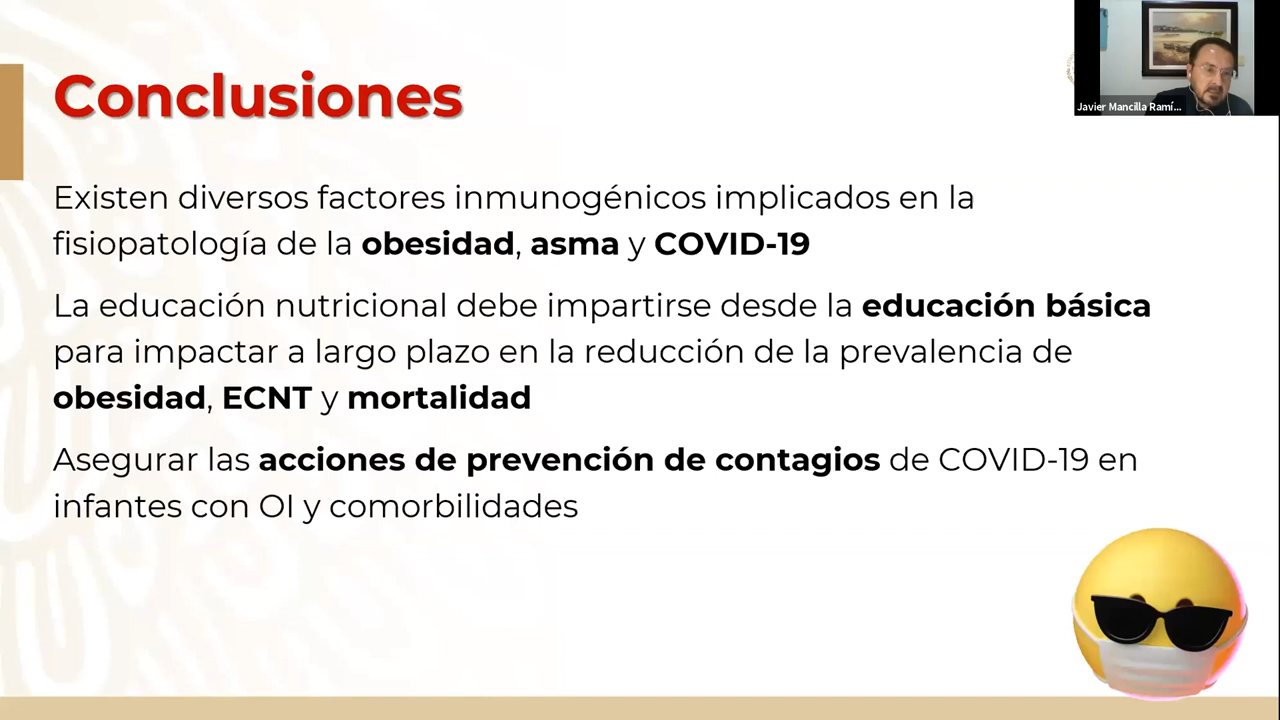 Conclusiones
Javier Mancilla Ramí...
Existen diversos factores inmunogénicos implicados en la
fisiopatología de la obesidad, asma y COVID-19
La educación nutricional debe impartirse desde la educación básica
para impactar a largo plazo en la reducción de la prevalencia de
obesidad, ECNT y mortalidad
Asegurar las acciones de prevención de contagios de COVID-19 en
infantes con OI y comorbilidades